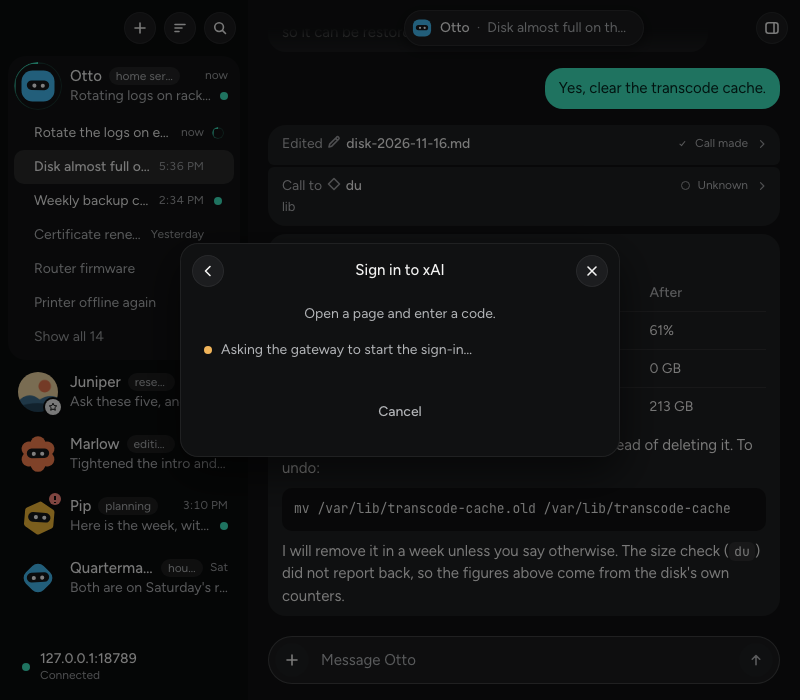 Otto home ser... now
Rotating logs on rack...
Rotate the logs on e... now
Disk almost full o... 5:36 PM
Weekly backup c... 2:34 PM
Certificate rene... Yesterday
Router firmware
Printer offline again
Show all 14
Juniper rese...
Ask these five, an
Marlow editi...
Tightened the intro and...
Pip planning 3:10 PM
Here is the week, wit...
Quarterma... hou... Sat
Both are on Saturday's r...
127.0.0.1:18789
Connected
so it can be restore
Otto · Disk almost full on th...
Yes, clear the transcode cache.
Edited disk-2026-11-16.md Call made
Call to du Unknown
lib
Sign in to xAI
Open a page and enter a code.
Asking the gateway to start the sign-in...
Cancel
After
61%
0 GB
213 GB
ead of deleting it. To
undo:
mv /var/lib/transcode-cache.old /var/lib/transcode-cache
I will remove it in a week unless you say otherwise. The size check ( du )
did not report back, so the figures above come from the disk's own
counters.
Message Otto